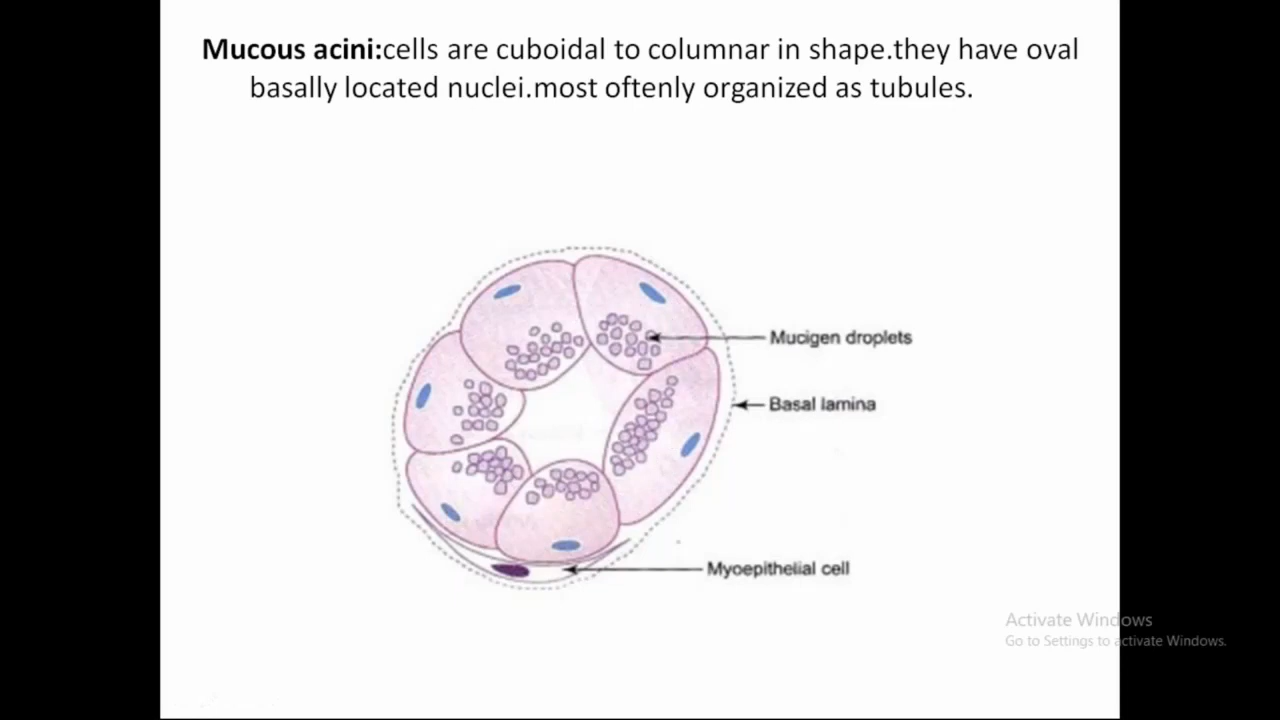 Mucous acini:cells are cuboidal to columnar in shape.they have oval
basally located nuclei.most oftenly organized as tubules.
Mucigen droplets
Basal lamina
Myoepithelial cell
Activate Windows
Go to Settings to activate Windows.